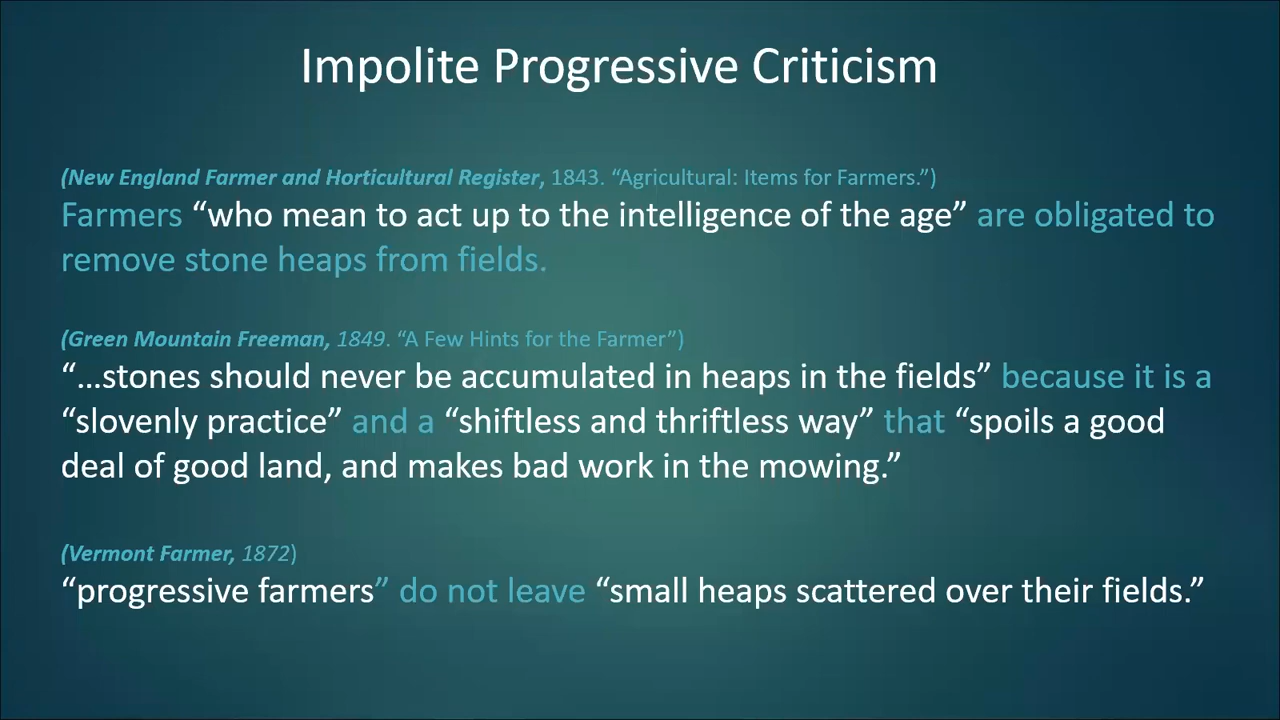 Impolite Progressive Criticism
(New England Farmer and Horticultural Register, 1843. “Agricultural: Items for Farmers.”)
Farmers “who mean to act up to the intelligence of the age” are obligated to
remove stone heaps from fields.
(Green Mountain Freeman, 1849. “A Few Hints for the Farmer”)
“…stones should never be accumulated in heaps in the fields” because it is a
“slovenly practice” and a “shiftless and thriftless way” that “spoils a good
deal of good land, and makes bad work in the mowing.”
(Vermont Farmer, 1872)
“progressive farmers” do not leave “small heaps scattered over their fields.”